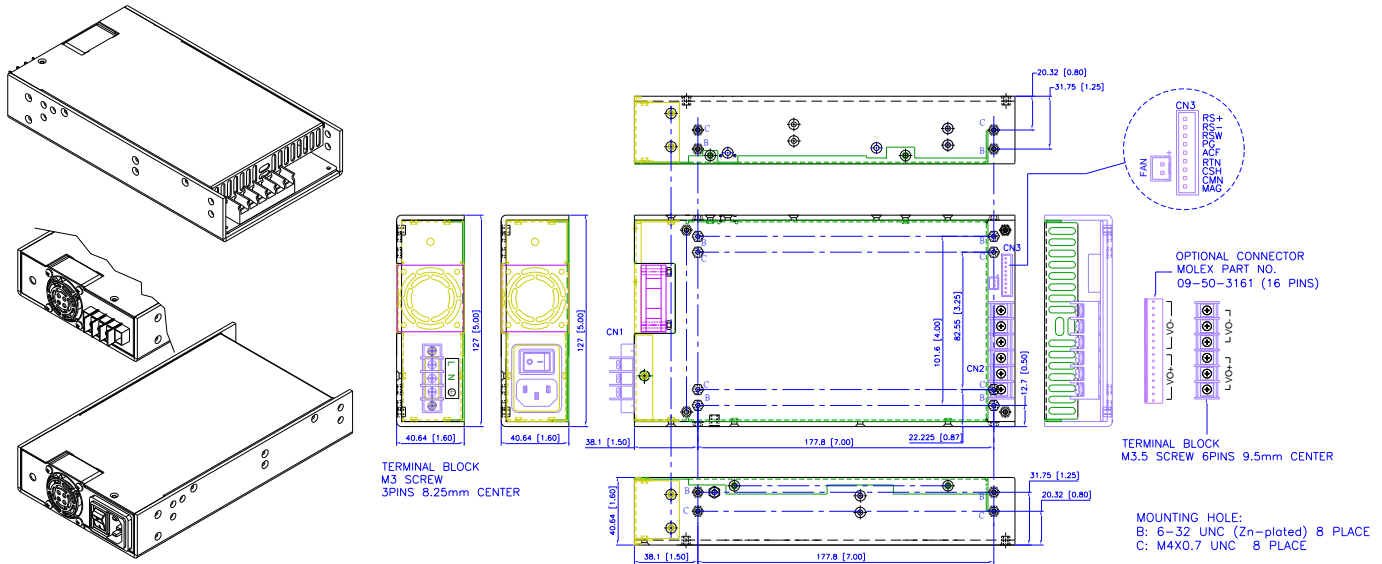 20.32 [0.80]
31.75 [1.25]
C
B
C
B
CN3
RS+
RS-
RSW
PG
ACF
RTN
CSH
CMN
MAG
+
FAN
L N
127 [5.00]
127 [5.00]
40.64 [1.60]
40.64 [1.60]
TERMINAL BLOCK
M3 SCREW
3PINS 8.25mm CENTER
CN1
B
C
B
C
CN3
101.6 [4.00]
82.55 [3.25]
12.7 [0.50]
CN2
C
B
C
B
38.1 [1.50]
177.8 [7.00]
22.225 [0.87]
OPTIONAL CONNECTOR
MOLEX PART NO.
09-50-3161 (16 PINS)
VO-
VO+
VO-
VO+
TERMINAL BLOCK
M3.5 SCREW 6PINS 9.5mm CENTER
31.75 [1.25]
20.32 [0.80]
B
C
B
C
40.64 [1.60]
38.1 [1.50]
177.8 [7.00]
MOUNTING HOLE:
B: 6-32 UNC (Zn-plated) 8 PLACE
C: M4X0.7 UNC 8 PLACE